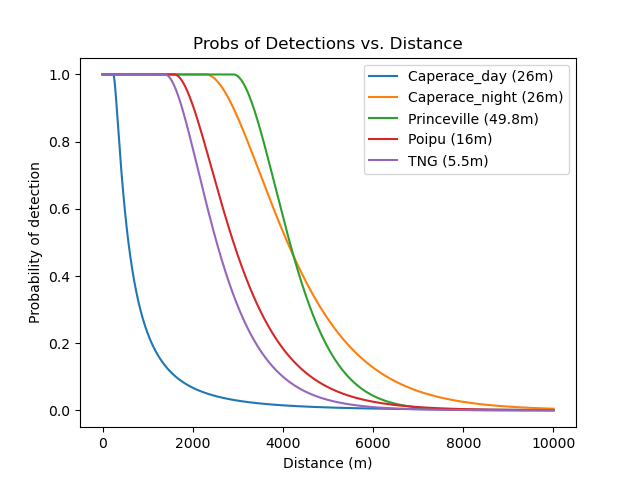 Probs of Detections vs. Distance
1.0
0.8
0.6
0.4
0.2
0.0
Probability of detection
Caperace_day (26m)
Caperace_night (26m)
Princeville (49.8m)
Poipu (16m)
TNG (5.5m)
0
2000
4000
6000
8000
10000
Distance (m)